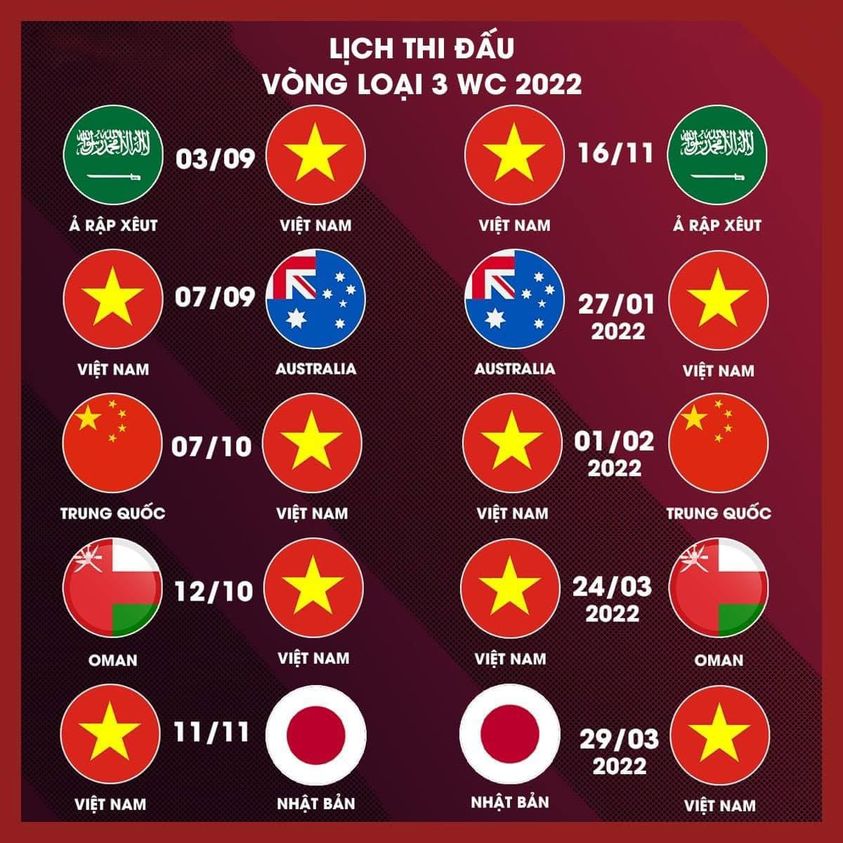 LỊCH THI ĐẤU
VÒNG LOẠI 3 WC 2022
03/09
16/11
Ả RẬP XÊUT
VIỆT NAM
VIỆT NAM
Ả RẬP XÊUT
07/09
27/01
2022
VIỆT NAM
AUSTRALIA
AUSTRALIA
VIỆT NAM
07/10
01/02
2022
TRUNG QUỐC
VIỆT NAM
VIỆT NAM
TRUNG QUỐC
12/10
24/03
2022
OMAN
VIỆT NAM
VIỆT NAM
OMAN
11/11
29/03
2022
VIỆT NAM
NHẬT BẢN
NHẬT BẢN
VIỆT NAM